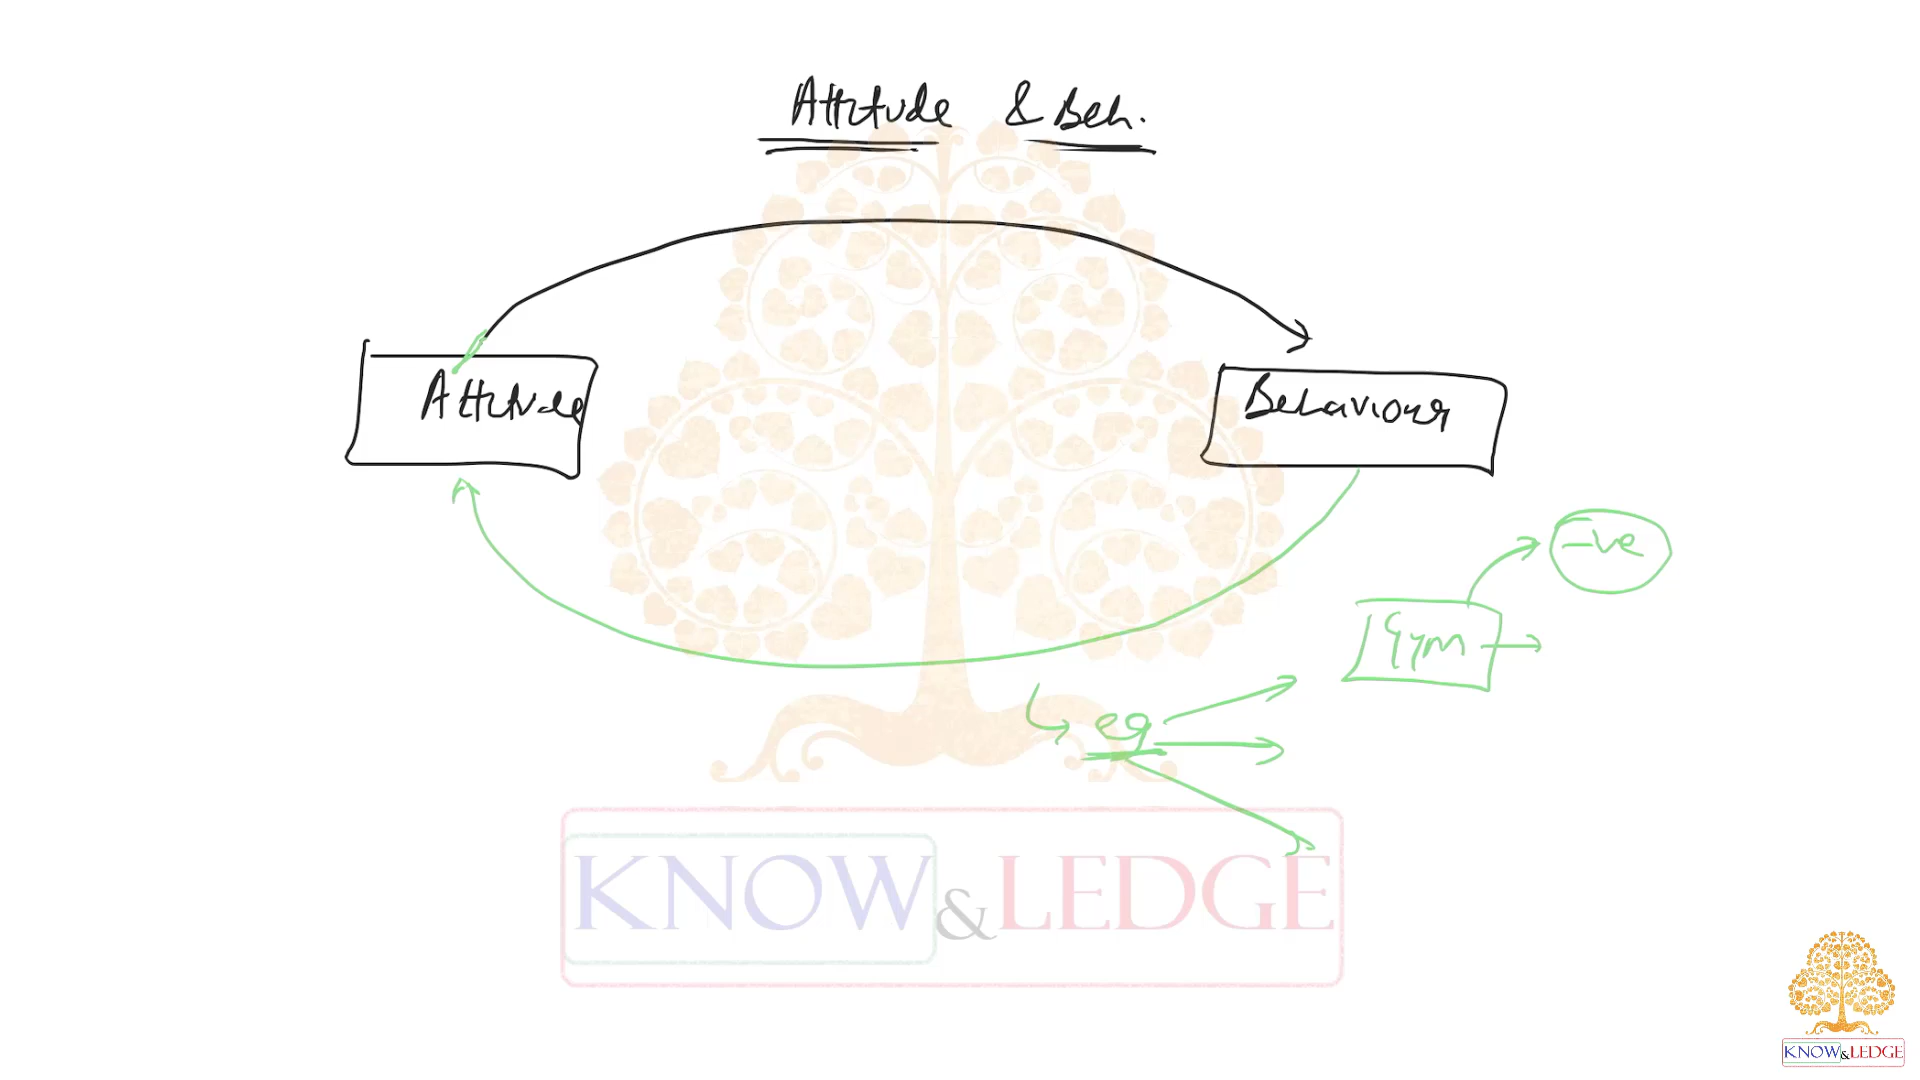 Attitude & Beh.
Attitude
Behaviour
-ve
Gym
eg
KNOW&LEDGE
KNOW&LEDGE